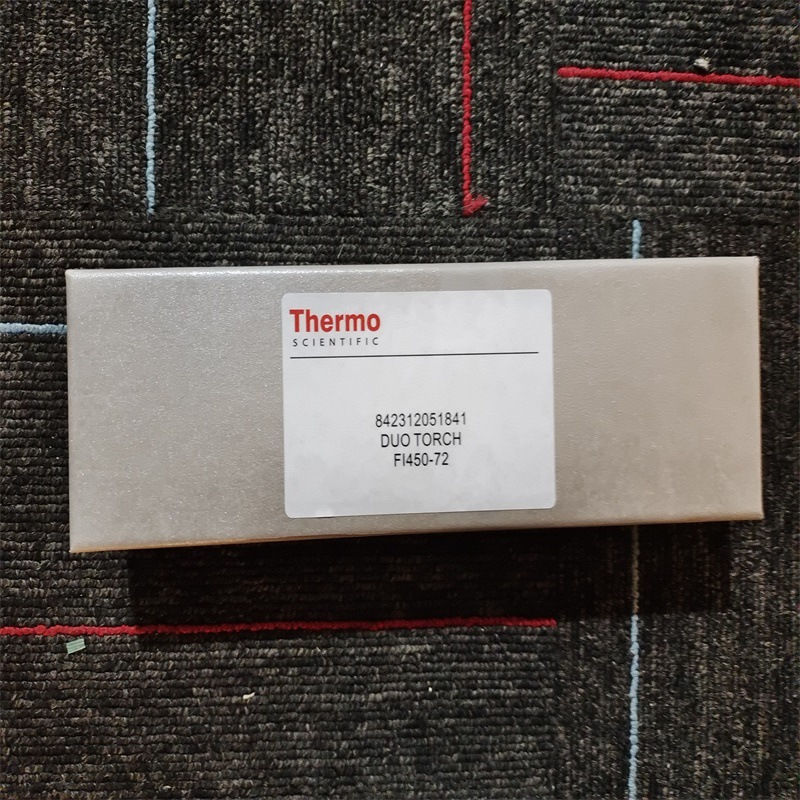 Thermo
SCIENTIFIC
842312051841
DUO TORCH
FI450-72